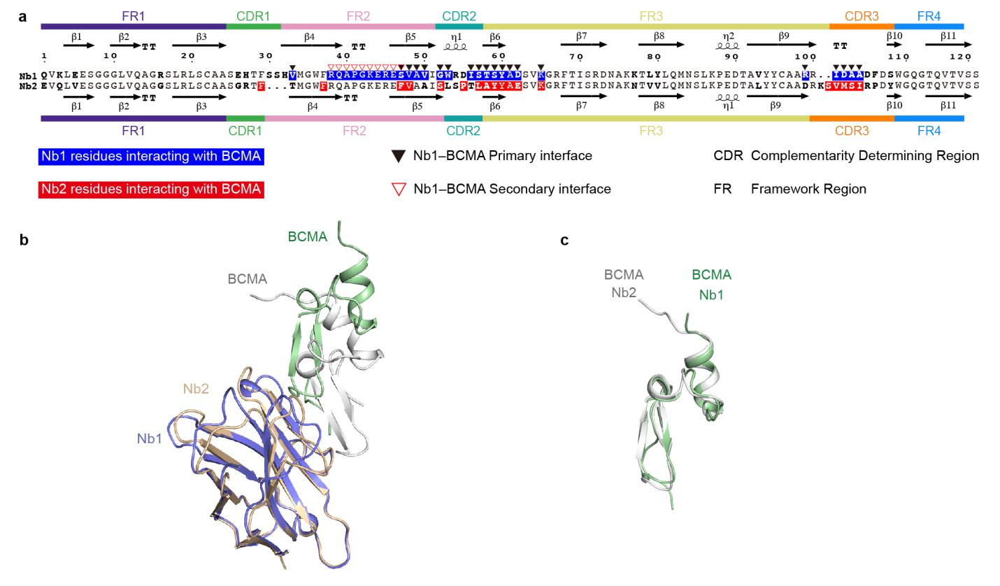 a
FR1 CDR1 FR2 CDR2 FR3 CDR3 FR4
β1 β2 TT β3 β4 TT β5 η1 β6 β7 β8 η2 β9 TT β10 β11
1 10 20 30 40 50 60 70 80 90 100 110 120
Nb1 QVKLEESGGGLVQAGRSLRLSCAASEHTFSSHVMGWFRQAPGKERESVAVIGWRDISTSYADSVKGRFTISRDNAKKTLYLQMNSLKPEDTAVYYCAARR..IDAADFDSWGQGTQVTVSS
Nb2 EVQLVESGGGLVQAGGSLRLSCAASGRTF...TMGWFRQAPGKEREFVAAISLSPTLAYYAESVKGRFTISRDNAKNTVVLQMNSLKPEDTALYYCAADRKSVMSIRPDYWGQGTQVTVSS
β1 β2 TT β3 β4 TT β5 β6 β7 β8 η1 β9 β10 β11
FR1 CDR1 FR2 CDR2 FR3 CDR3 FR4
Nb1 residues interacting with BCMA Nb1–BCMA Primary interface CDR Complementarity Determining Region
Nb2 residues interacting with BCMA Nb1–BCMA Secondary interface FR Framework Region
b
BCMA
BCMA
Nb2
Nb1
c
BCMA
Nb2
BCMA
Nb1